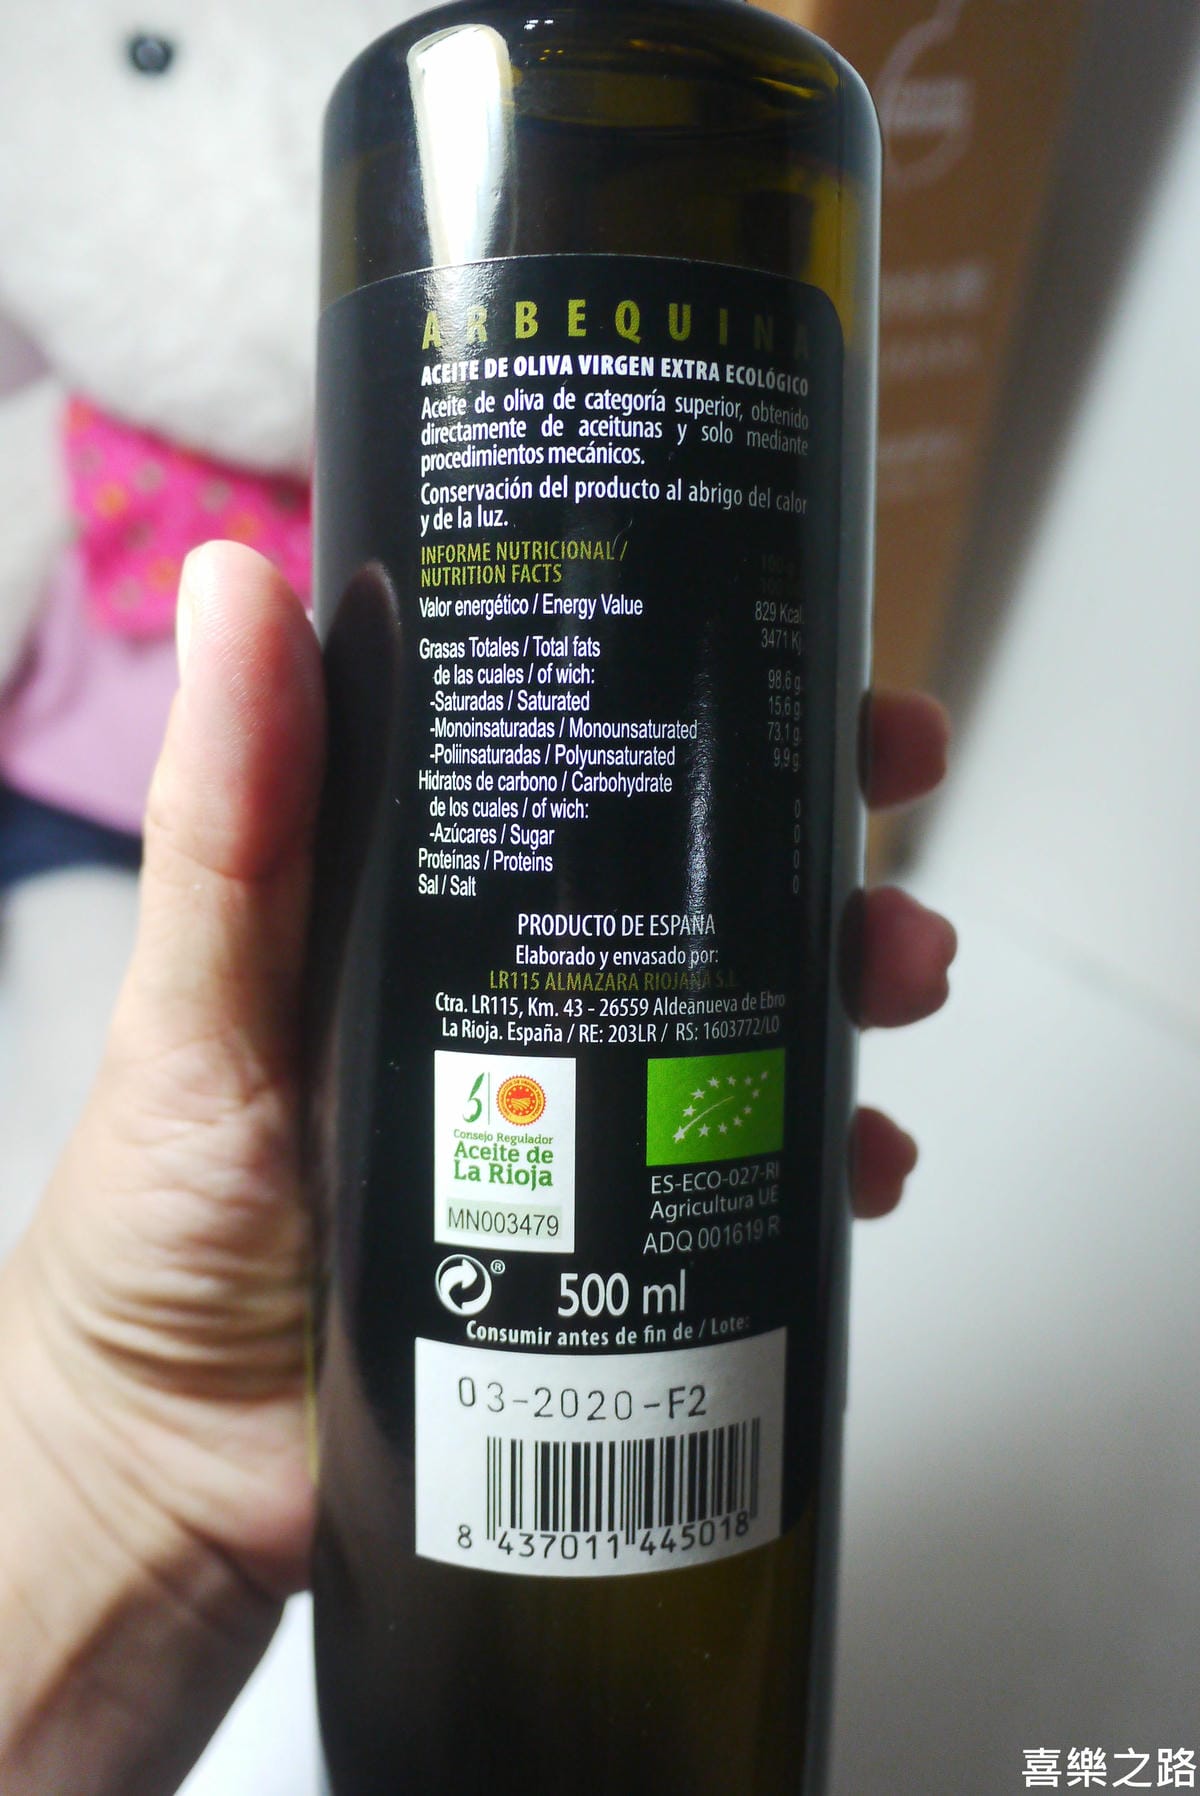 ARBEQUINA
ACEITE DE OLIVA VIRGEN EXTRA ECOLÓGICO
Aceite de oliva de categoría superior, obtenido
directamente de aceitunas y solo mediante
procedimientos mecánicos.
Conservación del producto al abrigo del calor
y de la luz.
INFORME NUTRICIONAL /
NUTRITION FACTS
Valor energético / Energy Value 829 Kcal.
3471 Kj
Grasas Totales / Total fats
de las cuales / of wich: 98,6 g.
-Saturadas / Saturated 15,6 g.
-Monoinsaturadas / Monounsaturated 73,1 g.
-Poliinsaturadas / Polyunsaturated 9,9 g.
Hidratos de carbono / Carbohydrate
de los cuales / of wich: 0
-Azúcares / Sugar 0
Proteínas / Proteins 0
Sal / Salt 0
PRODUCTO DE ESPAÑA
Elaborado y envasado por:
LR115 ALMAZARA RIOJANA S.L.
Ctra. LR115, Km. 43 - 26559 Aldeanueva de Ebro
La Rioja. España / RE: 203LR / RS: 1603772/LO
Consejo Regulador
Aceite de
La Rioja
MN003479
ES-ECO-027-RI
Agricultura UE
ADQ 001619 R
500 ml
Consumir antes de fin de / Lote:
03-2020-F2
8 437011 445018
喜樂之路